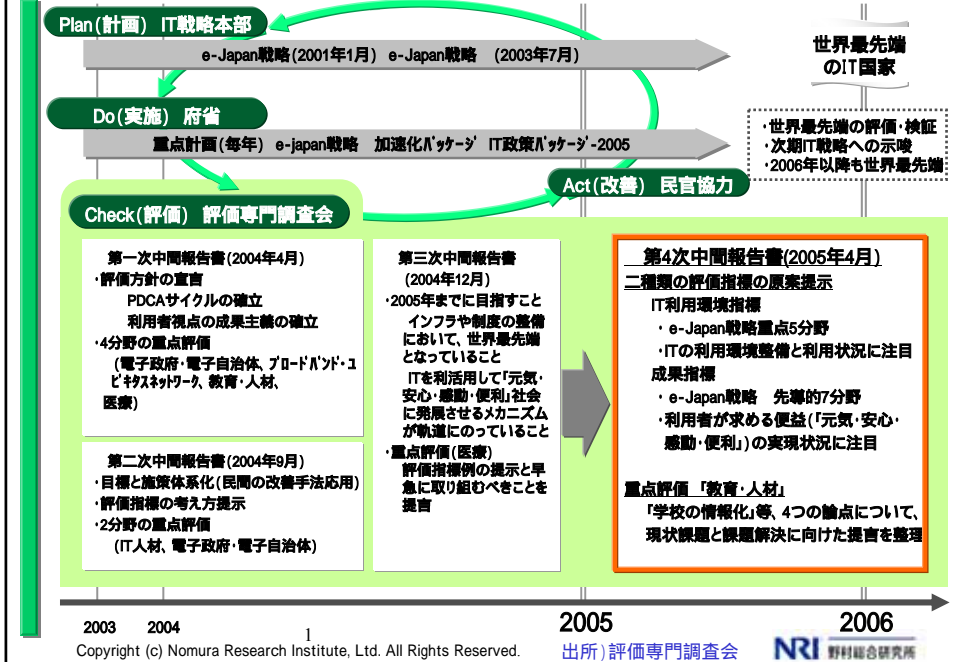 Plan(計画) IT戦略本部
e-Japan戦略(2001年1月) e-Japan戦略 (2003年7月)
世界最先端
のIT国家
Do(実施) 府省
重点計画(毎年) e-japan戦略 加速化ﾊﾟｯｹｰｼﾞ IT政策ﾊﾟｯｹｰｼﾞ-2005
・世界最先端の評価・検証
・次期IT戦略への示唆
・2006年以降も世界最先端
Act(改善) 民官協力
Check(評価) 評価専門調査会
第一次中間報告書(2004年4月)
・評価方針の宣言
PDCAサイクルの確立
利用者視点の成果主義の確立
・4分野の重点評価
(電子政府・電子自治体、ﾌﾞﾛｰﾄﾞﾊﾞﾝﾄﾞ・ﾕ
ﾋﾞｷﾀｽﾈｯﾄﾜｰｸ、教育・人材、
医療)
第二次中間報告書(2004年9月)
・目標と施策体系化(民間の改善手法応用)
・評価指標の考え方提示
・2分野の重点評価
(IT人材、電子政府・電子自治体)
第三次中間報告書
(2004年12月)
・2005年までに目指すこと
インフラや制度の整備
において、世界最先端
となっていること
ITを利活用して「元気・
安心・感動・便利」社会
に発展させるメカニズム
が軌道にのっていること
・重点評価(医療)
評価指標例の提示と早
急に取り組むべきことを
提言
第4次中間報告書(2005年4月)
二種類の評価指標の原案提示
IT利用環境指標
・e-Japan戦略重点5分野
・ITの利用環境整備と利用状況に注目
成果指標
・e-Japan戦略 先導的7分野
・利用者が求める便益(「元気・安心・
感動・便利」)の実現状況に注目
重点評価 「教育・人材」
「学校の情報化」等、4つの論点について、
現状課題と課題解決に向けた提言を整理
2003 2004 2005 2006
1
Copyright (c) Nomura Research Institute, Ltd. All Rights Reserved.
出所)評価専門調査会
NRI 野村総合研究所